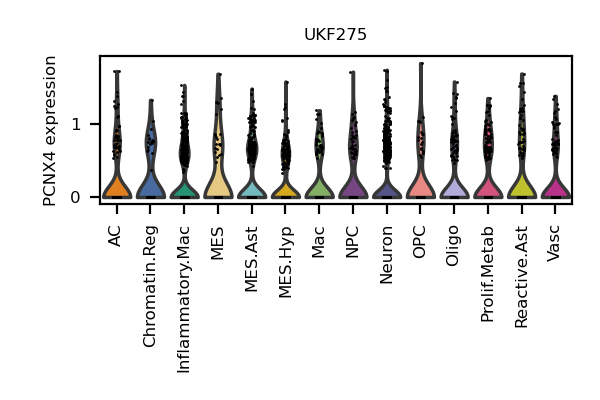 UKF275
PCNX4 expression
1
0
AC
Chromatin.Reg
Inflammatory.Mac
MES
MES.Ast
MES.Hyp
Mac
NPC
Neuron
OPC
Oligo
Prolif.Metab
Reactive.Ast
Vasc